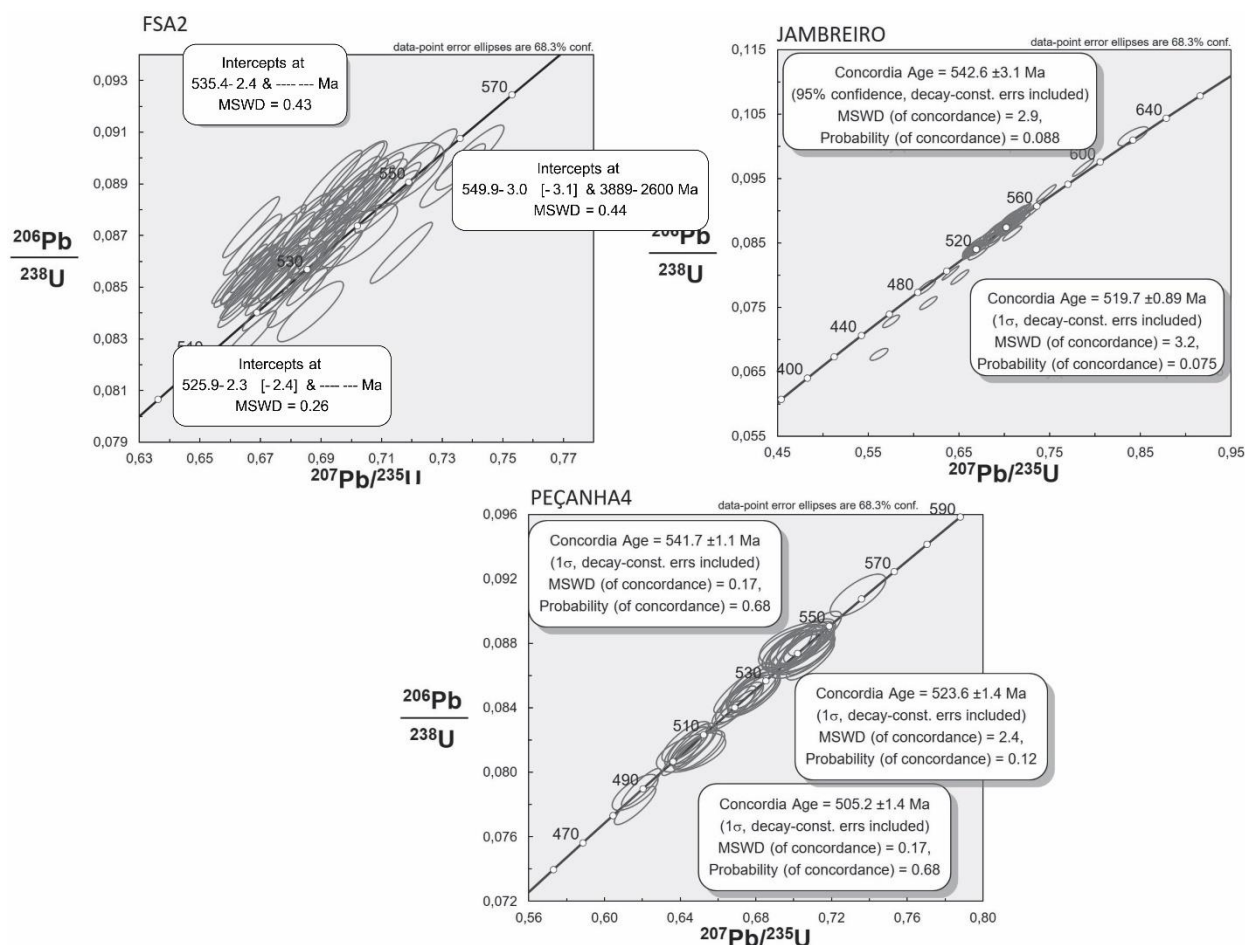 FSA2
data-point error ellipses are 68.3% conf.
Intercepts at
535.4- 2.4 & ---- --- Ma
MSWD = 0.43
Intercepts at
549.9- 3.0 [- 3.1] & 3889- 2600 Ma
MSWD = 0.44
Intercepts at
525.9- 2.3 [- 2.4] & ---- --- Ma
MSWD = 0.26
570
550
530
510
0,093
0,091
0,089
0,087
0,085
0,083
0,081
0,079
206Pb
238U
0,63 0,65 0,67 0,69 0,71 0,73 0,75 0,77
207Pb/235U
JAMBREIRO
data-point error ellipses are 68.3% conf.
Concordia Age = 542.6 ±3.1 Ma
(95% confidence, decay-const. errs included)
MSWD (of concordance) = 2.9,
Probability (of concordance) = 0.088
Concordia Age = 519.7 ±0.89 Ma
(1σ, decay-const. errs included)
MSWD (of concordance) = 3.2,
Probability (of concordance) = 0.075
640
600
560
520
480
440
400
0,115
0,105
0,095
0,085
0,075
0,065
0,055
206Pb
238U
0,45 0,55 0,65 0,75 0,85 0,95
207Pb/235U
PEÇANHA4
data-point error ellipses are 68.3% conf.
Concordia Age = 541.7 ±1.1 Ma
(1σ, decay-const. errs included)
MSWD (of concordance) = 0.17,
Probability (of concordance) = 0.68
Concordia Age = 523.6 ±1.4 Ma
(1σ, decay-const. errs included)
MSWD (of concordance) = 2.4,
Probability (of concordance) = 0.12
Concordia Age = 505.2 ±1.4 Ma
(1σ, decay-const. errs included)
MSWD (of concordance) = 0.17,
Probability (of concordance) = 0.68
590
570
550
530
510
490
470
0,096
0,092
0,088
0,084
0,080
0,076
0,072
206Pb
238U
0,56 0,60 0,64 0,68 0,72 0,76 0,80
207Pb/235U